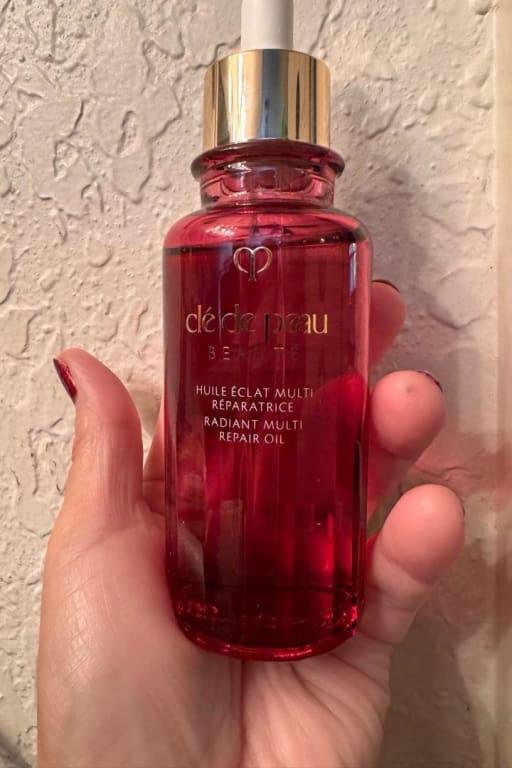 clé de peau
BEAUTÉ
HUILE ÉCLAT MULTI
RÉPARATRICE
RADIANT MULTI
REPAIR OIL